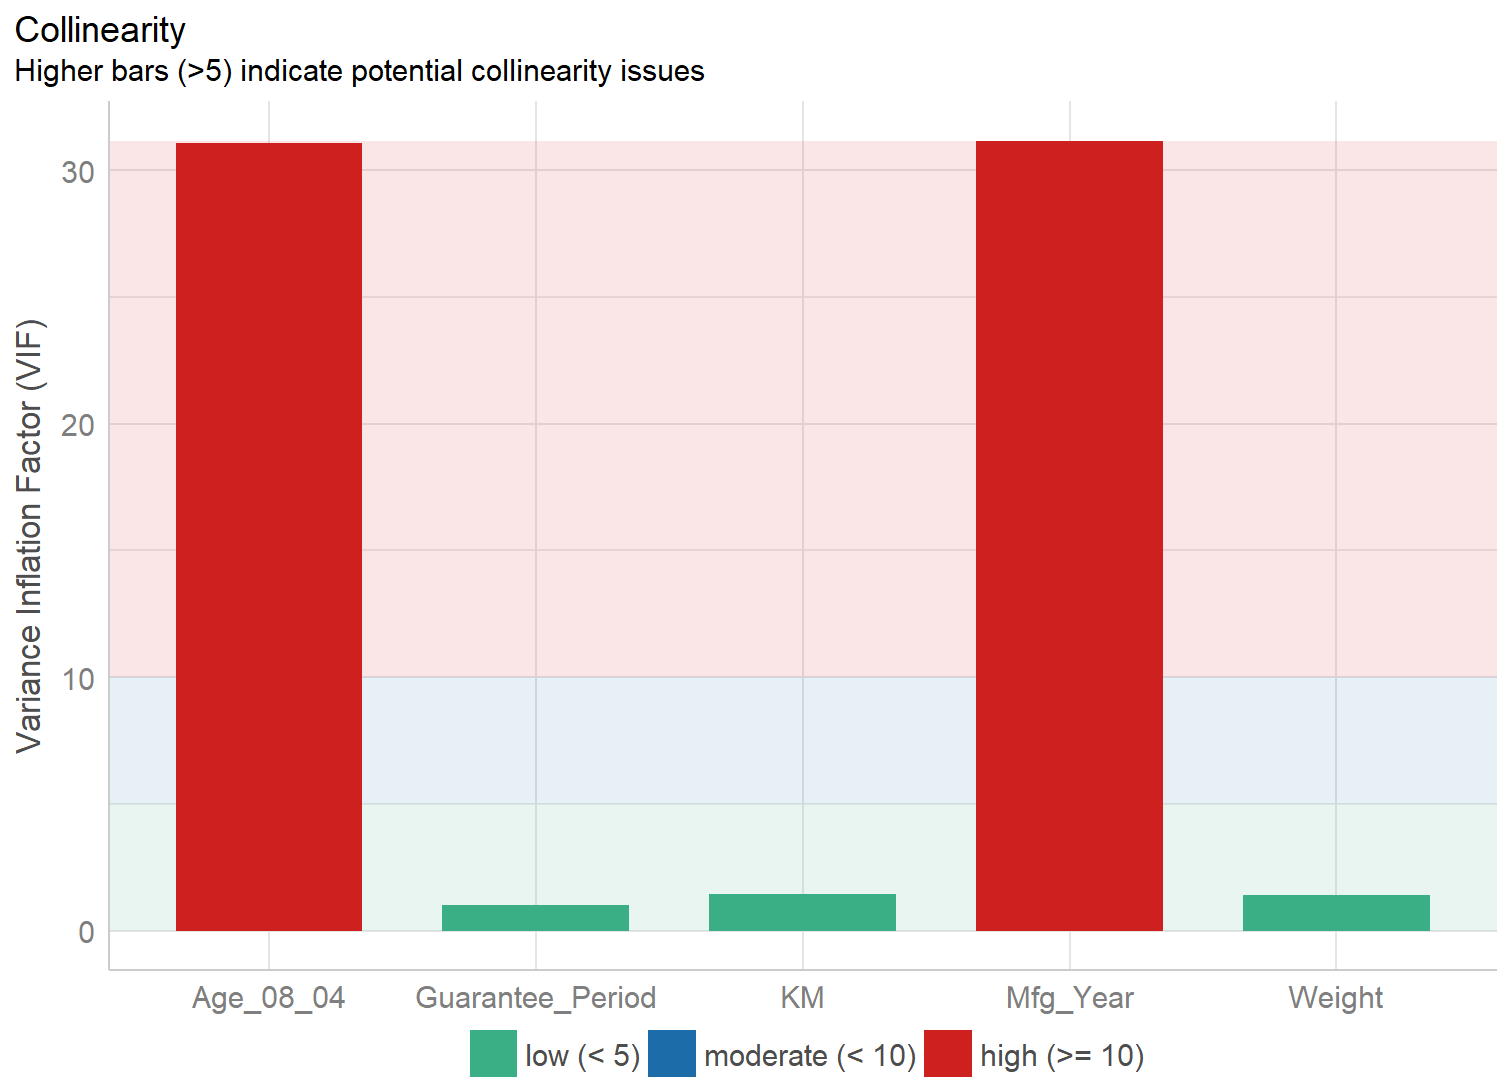 Collinearity
Higher bars (>5) indicate potential collinearity issues
Variance Inflation Factor (VIF)
30
20
10
0
Age_08_04 Guarantee_Period KM Mfg_Year Weight
low (< 5) moderate (< 10) high (>= 10)